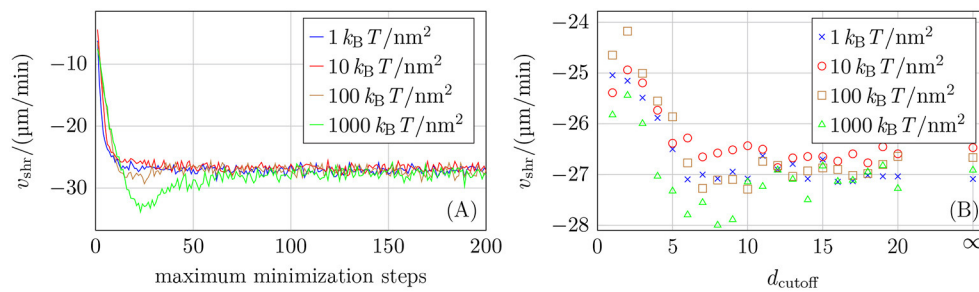 −10
−20
−30
v_shr/(µm/min)
0
50
100
150
200
maximum minimization steps
1 k_B T/nm²
10 k_B T/nm²
100 k_B T/nm²
1000 k_B T/nm²
(A)
−24
−25
−26
−27
−28
v_shr/(µm/min)
0
5
10
15
20
∞
d_cutoff
1 k_B T/nm²
10 k_B T/nm²
100 k_B T/nm²
1000 k_B T/nm²
(B)